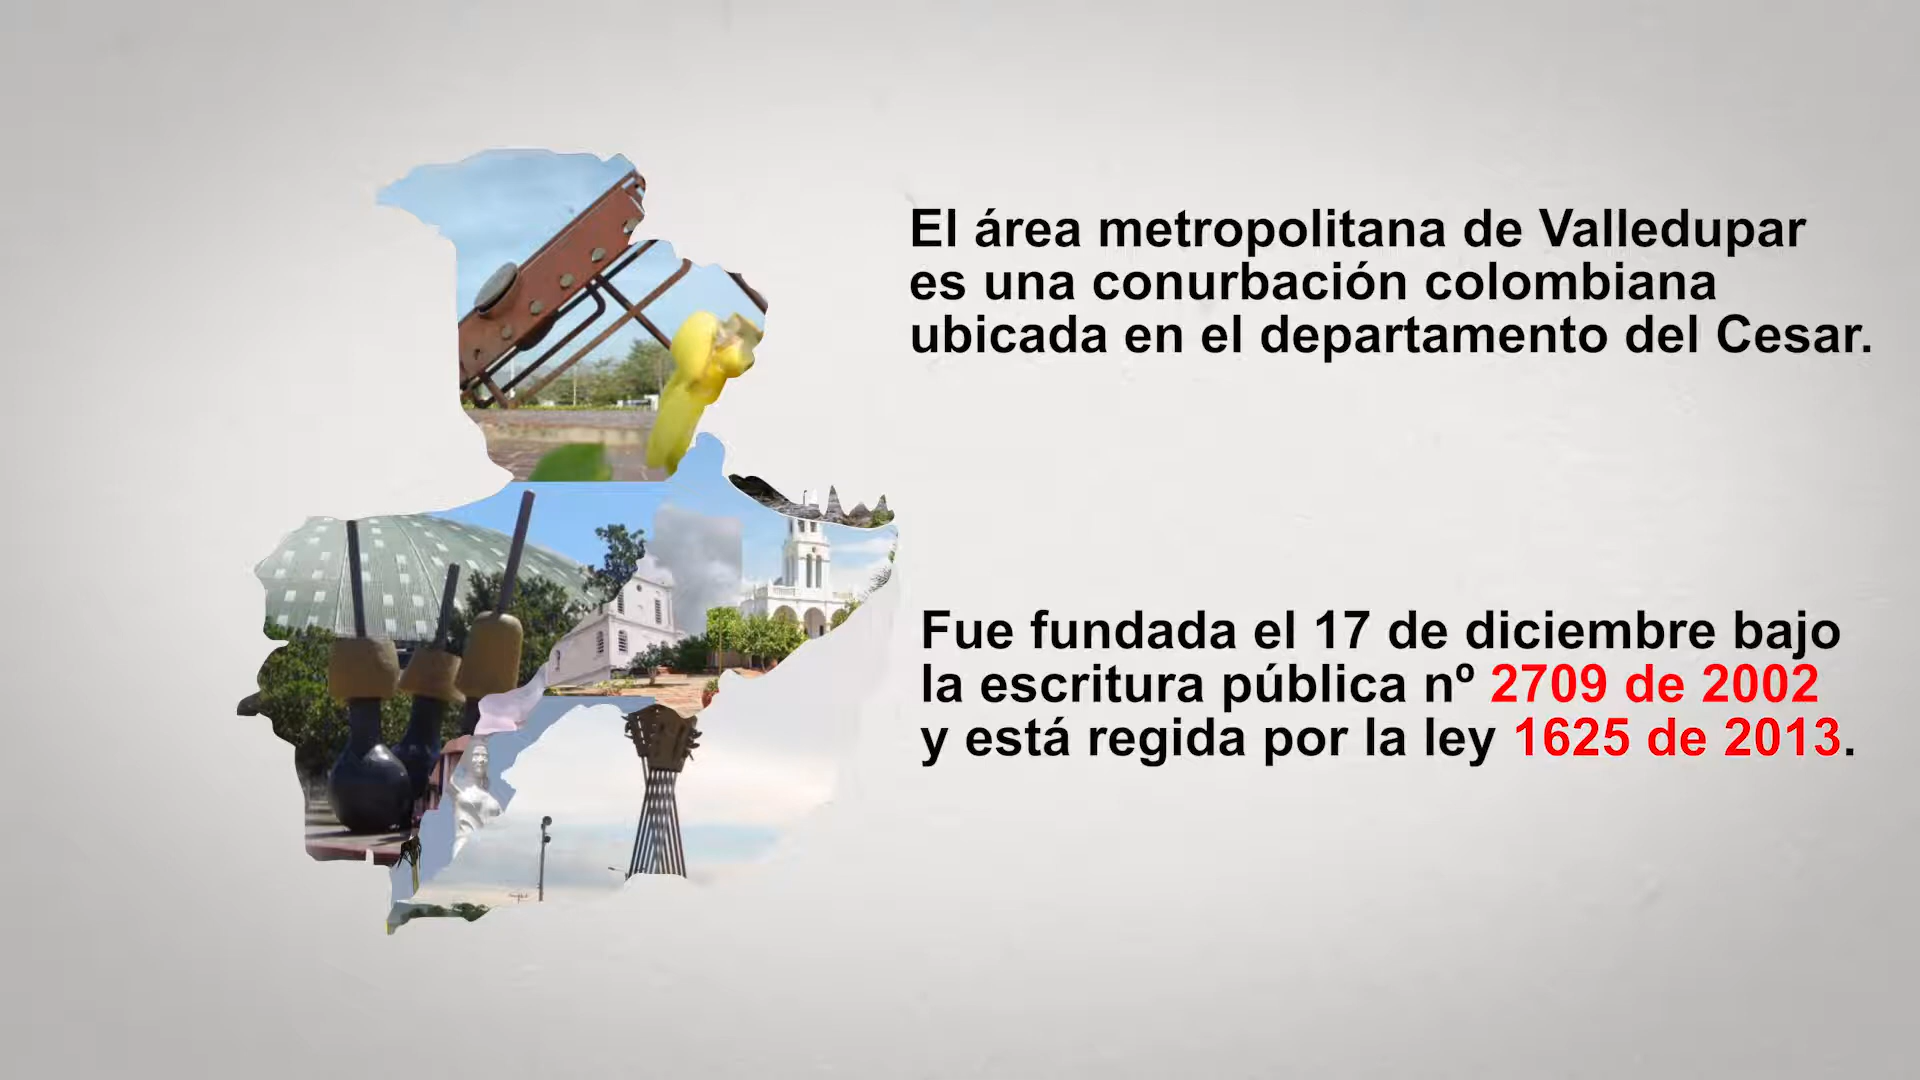 El área metropolitana de Valledupar
es una conurbación colombiana
ubicada en el departamento del Cesar.
Fue fundada el 17 de diciembre bajo
la escritura pública nº 2709 de 2002
y está regida por la ley 1625 de 2013.